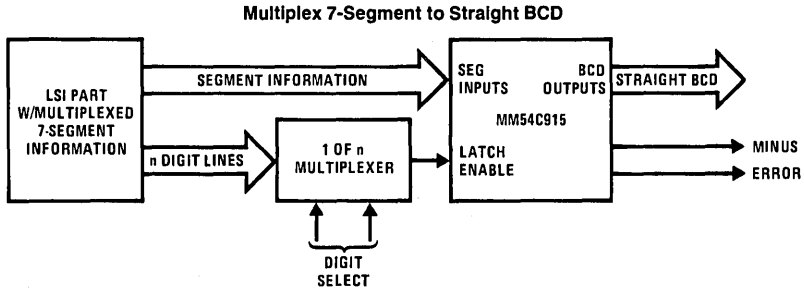 Multiplex 7-Segment to Straight BCD
LSI PART
W/MULTIPLEXED
7-SEGMENT
INFORMATION
SEGMENT INFORMATION
n DIGIT LINES
1 OF n
MULTIPLEXER
DIGIT
SELECT
SEG
INPUTS
BCD
OUTPUTS
MM54C915
LATCH
ENABLE
STRAIGHT BCD
MINUS
ERROR